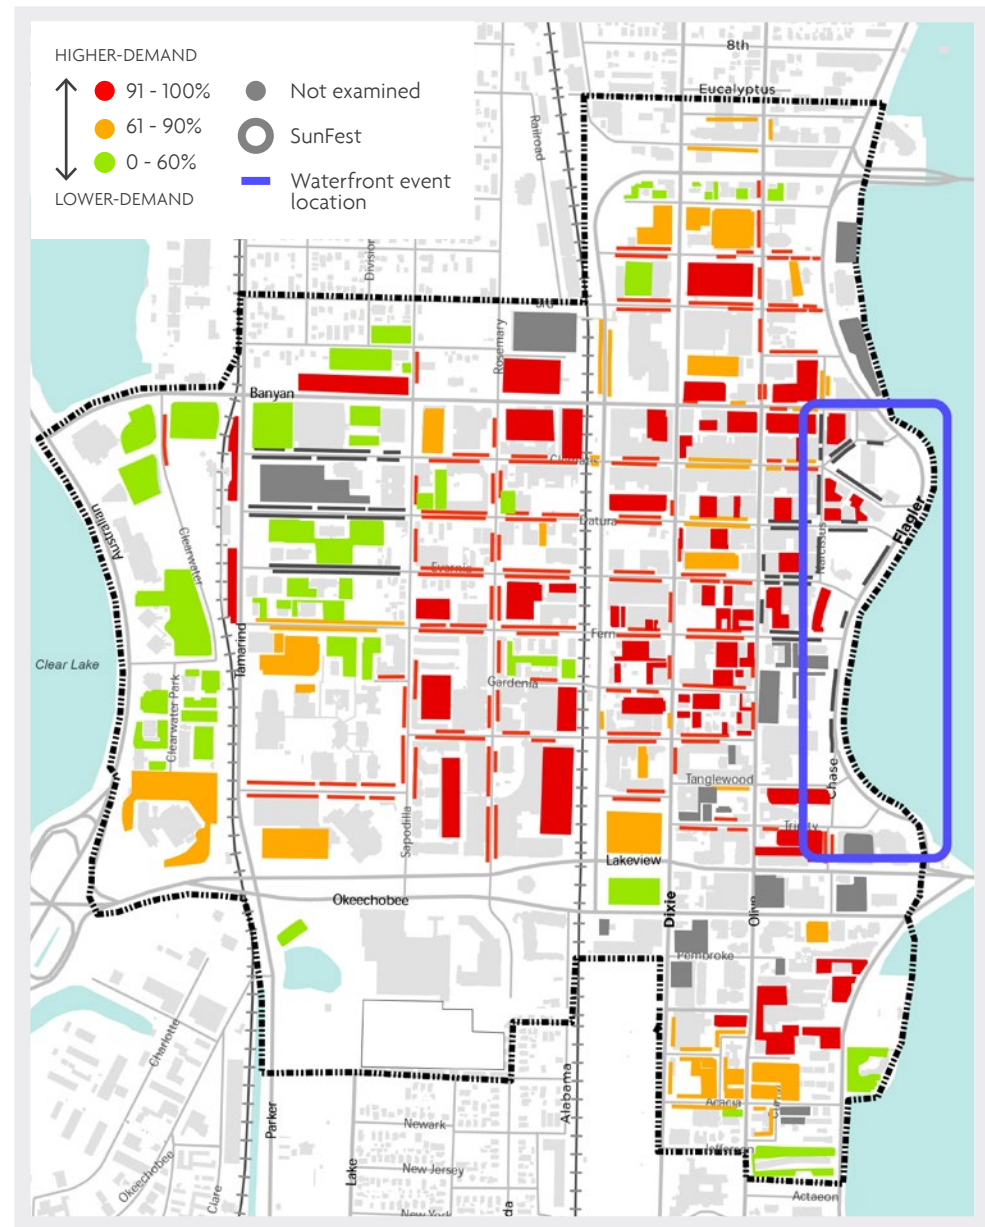 HIGHER-DEMAND
91 - 100%
61 - 90%
0 - 60%
LOWER-DEMAND
Not examined
SunFest
Waterfront event
location
8th
Eucalyptus
Railroad
Division
3rd
Rosemary
Banyan
Clematis
Australian
Clearwater
Datura
Narcissus
Flagler
Evernia
Tamarind
Fern
Clear Lake
Clearwater Park
Gardenia
Tanglewood
Chase
Sapodilla
Trinity
Lakeview
Okeechobee
Dixie
Olive
Pembroke
Charlotte
Alabama
Acacia
Parker
Newark
Jefferson
Lake
New Jersey
Okeechobee
Clare
New York
da
Actaeon